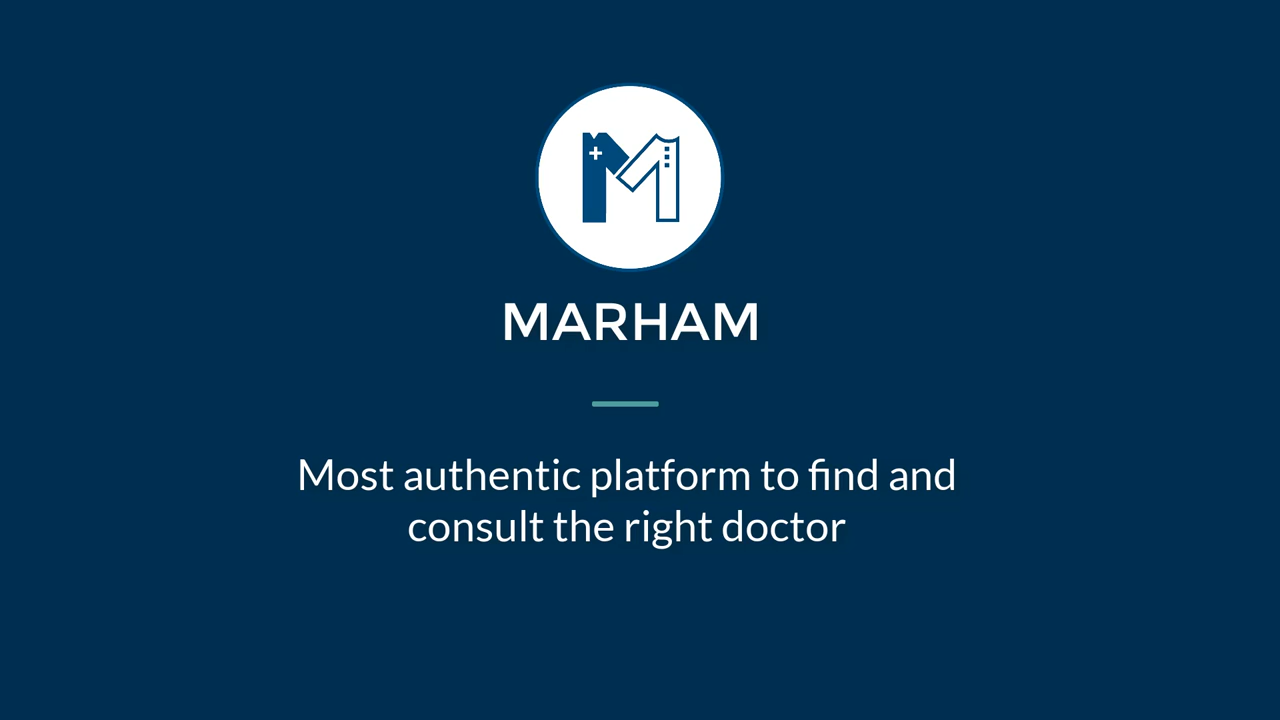 M
MARHAM
Most authentic platform to find and
consult the right doctor